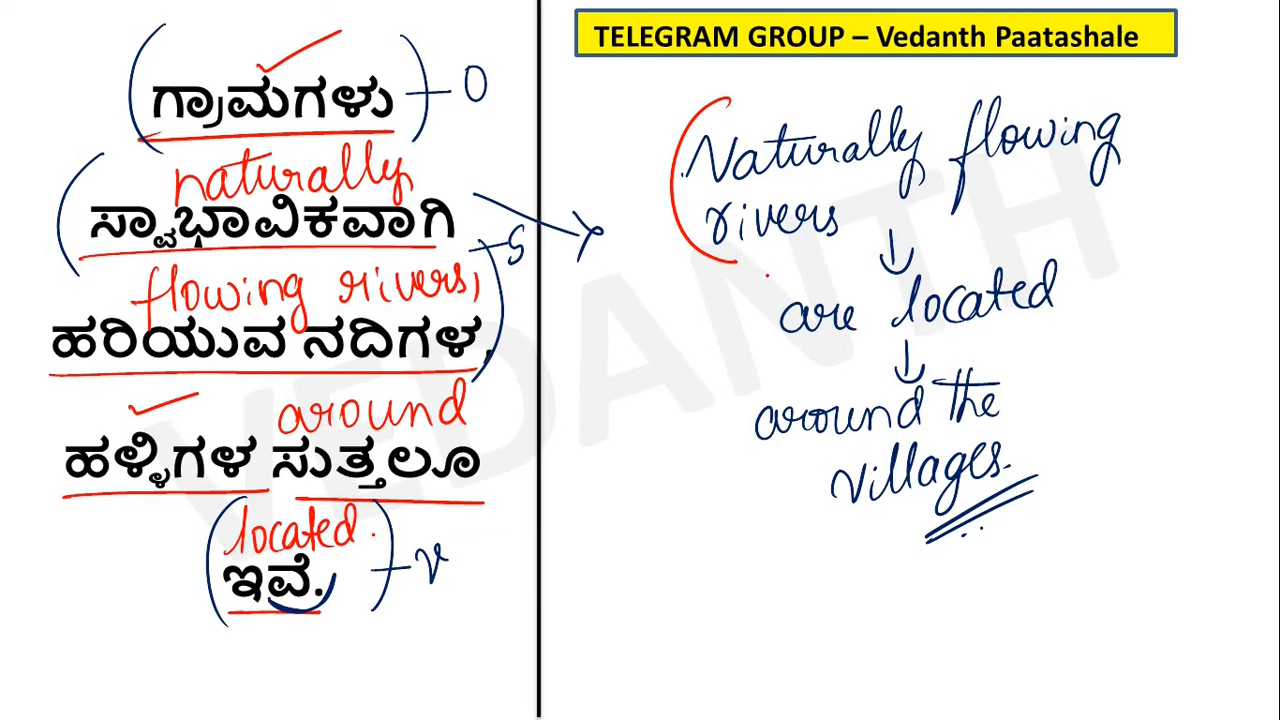 ಗ್ರಾಮಗಳು - O
naturally
ಸ್ವಾಭಾವಿಕವಾಗಿ
- S
flowing rivers,
ಹರಿಯುವ ನದಿಗಳ,
around
ಹಳ್ಳಿಗಳ ಸುತ್ತಲೂ
located.
ಇವೆ. - V
TELEGRAM GROUP – Vedanth Paatashale
Naturally flowing
rivers
are located
around the
villages.
VEDANTH